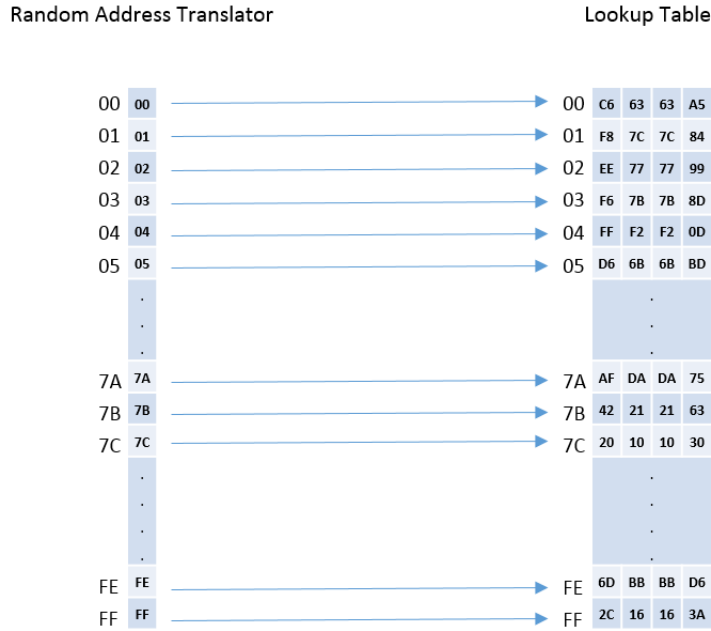 Random Address Translator Lookup Table
00 00 00 C6 63 63 A5
01 01 01 F8 7C 7C 84
02 02 02 EE 77 77 99
03 03 03 F6 7B 7B 8D
04 04 04 FF F2 F2 0D
05 05 05 D6 6B 6B BD
. .
. .
. .
7A 7A 7A AF DA DA 75
7B 7B 7B 42 21 21 63
7C 7C 7C 20 10 10 30
. .
. .
. .
. .
FE FE FE 6D BB BB D6
FF FF FF 2C 16 16 3A